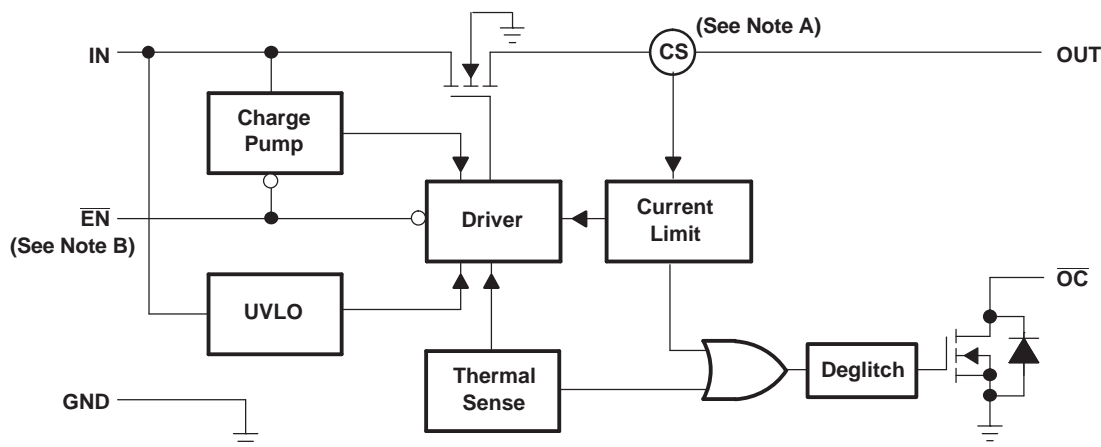 (See Note A)
IN
CS
OUT
Charge
Pump
EN
(See Note B)
Driver
Current
Limit
OC
UVLO
Thermal
Sense
Deglitch
GND